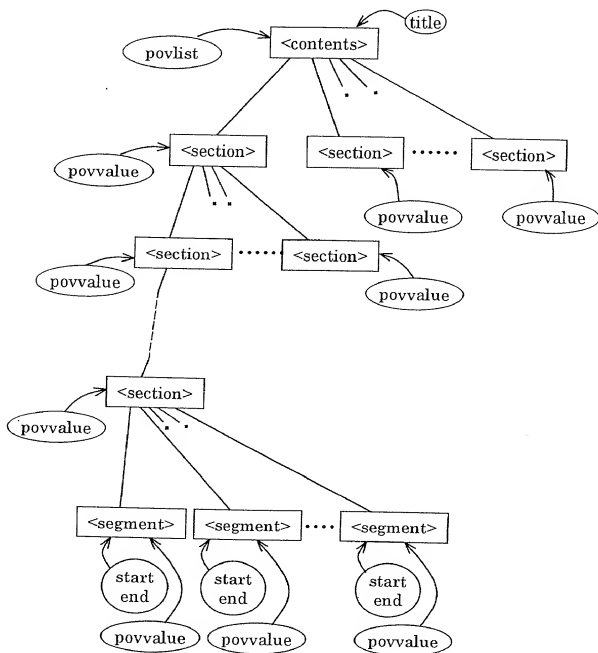 title
povlist
<contents>
<section>
<section>
<section>
povvalue
povvalue
povvalue
<section>
<section>
povvalue
povvalue
<section>
povvalue
<segment>
<segment>
<segment>
start
end
start
end
start
end
povvalue
povvalue
povvalue